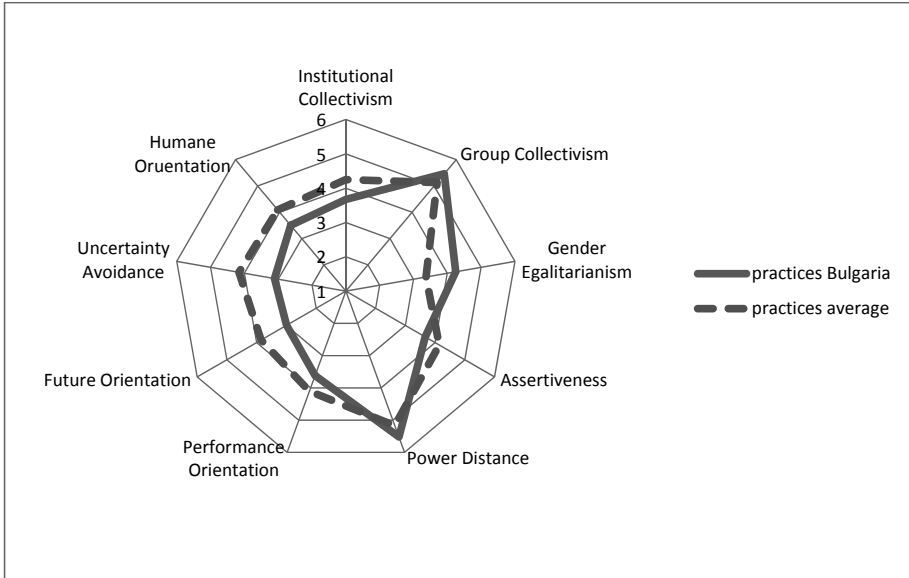 Institutional
Collectivism
6
5
4
3
2
1
Group Collectivism
Gender
Egalitarianism
Assertiveness
Power Distance
Performance
Orientation
Future Orientation
Uncertainty
Avoidance
Humane
Oruentation
practices Bulgaria
practices average